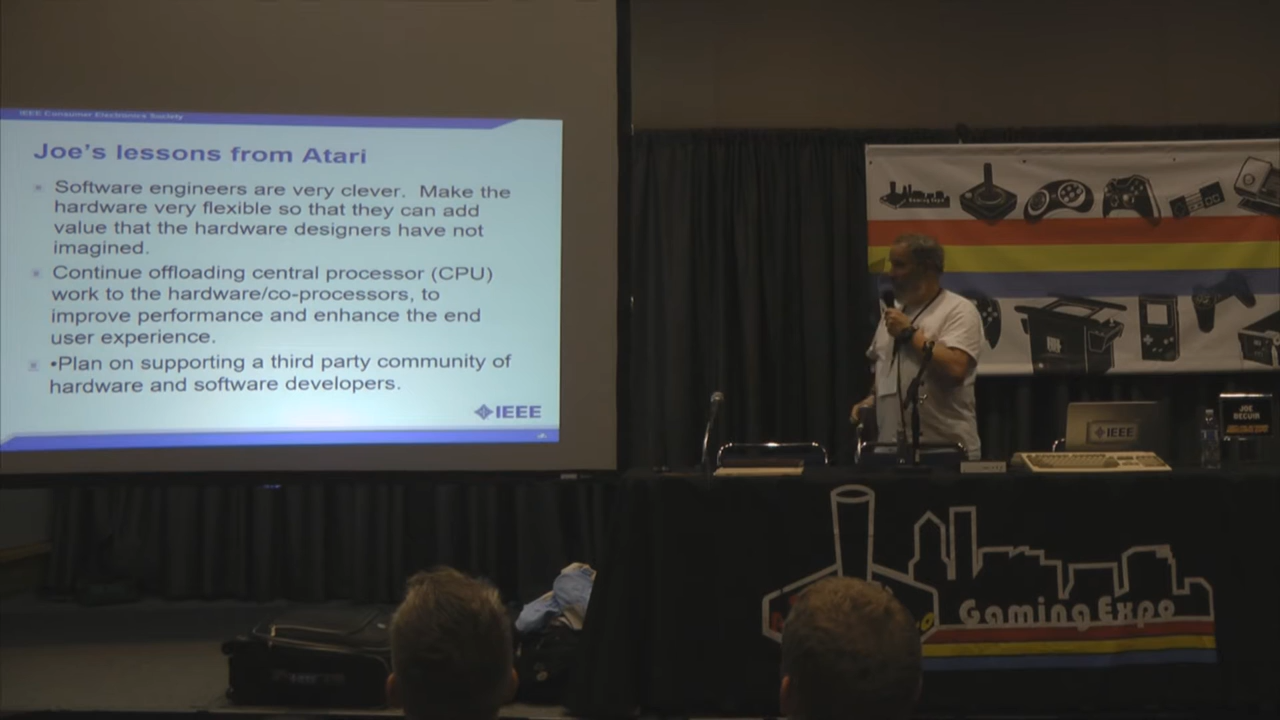 IEEE Consumer Electronics Society
Joe's lessons from Atari
Software engineers are very clever. Make the
hardware very flexible so that they can add
value that the hardware designers have not
imagined.
Continue offloading central processor (CPU)
work to the hardware/co-processors, to
improve performance and enhance the end
user experience.
•Plan on supporting a third party community of
hardware and software developers.
IEEE
Gaming Expo
IEEE
JOE
DECUIR
Gaming Expo